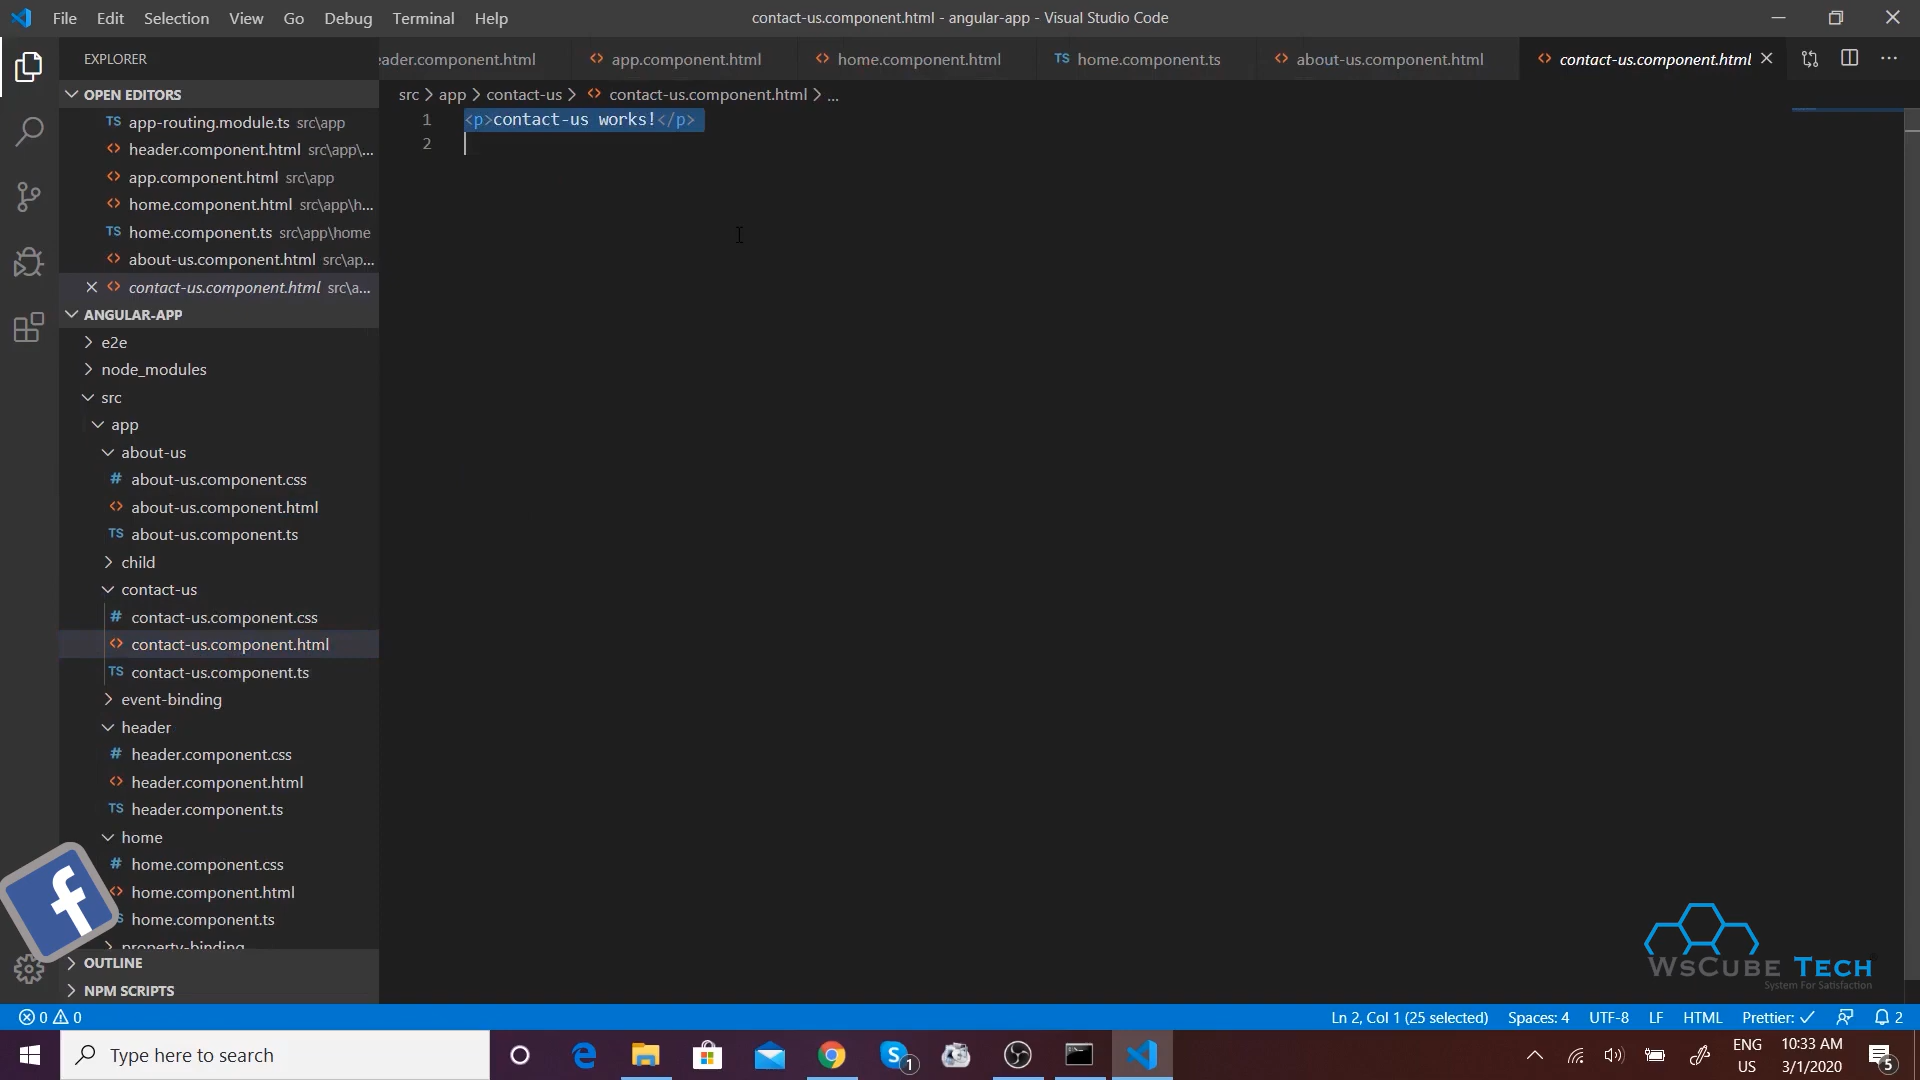 File Edit Selection View Go Debug Terminal Help
contact-us.component.html - angular-app - Visual Studio Code
EXPLORER
eader.component.html
app.component.html
home.component.html
TS home.component.ts
about-us.component.html
contact-us.component.html
OPEN EDITORS
src > app > contact-us > contact-us.component.html > ...
TS app-routing.module.ts src\app
header.component.html src\app\...
app.component.html src\app
home.component.html src\app\h...
TS home.component.ts src\app\home
about-us.component.html src\ap...
contact-us.component.html src\a...
1 <p>contact-us works!</p>
2
ANGULAR-APP
e2e
node_modules
src
app
about-us
# about-us.component.css
about-us.component.html
TS about-us.component.ts
child
contact-us
# contact-us.component.css
contact-us.component.html
TS contact-us.component.ts
event-binding
header
# header.component.css
header.component.html
TS header.component.ts
home
# home.component.css
home.component.html
S home.component.ts
property-binding
OUTLINE
NPM SCRIPTS
f
WsCube Tech
System For Satisfaction
0 0
Ln 2, Col 1 (25 selected) Spaces: 4 UTF-8 LF HTML Prettier: ✓ 2
Type here to search
S 1
ENG
US
10:33 AM
3/1/2020
5